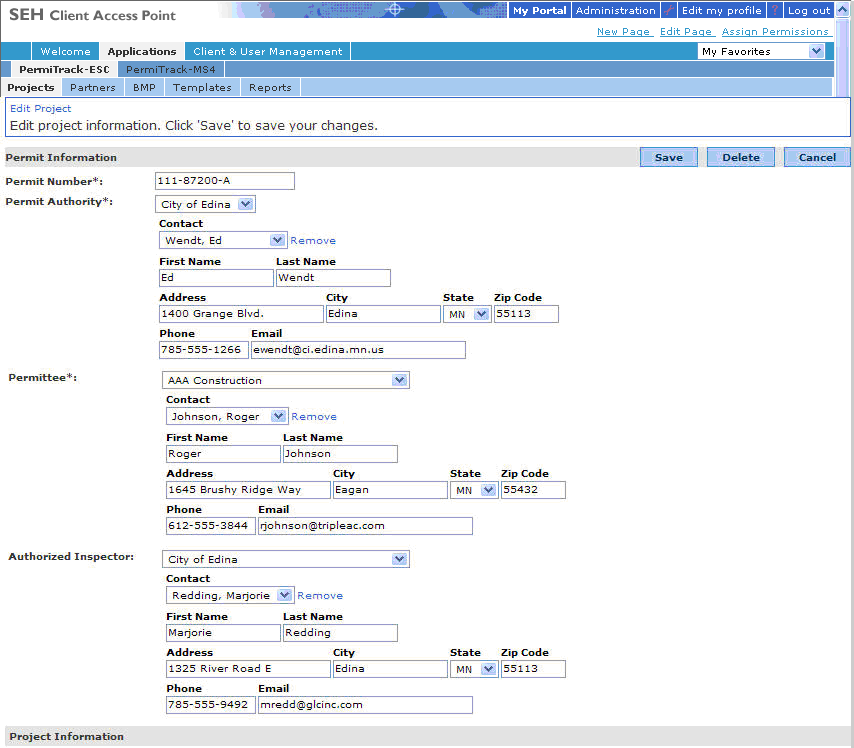 SEH Client Access Point
My Portal Administration ? Edit my profile ? Log out
New Page Edit Page Assign Permissions
Welcome Applications Client & User Management My Favorites
PermiTrack-ESC PermiTrack-MS4
Projects Partners BMP Templates Reports
Edit Project
Edit project information. Click 'Save' to save your changes.
Permit Information Save Delete Cancel
Permit Number*: 111-87200-A
Permit Authority*: City of Edina
Contact
Wendt, Ed Remove
First Name Last Name
Ed Wendt
Address City State Zip Code
1400 Grange Blvd. Edina MN 55113
Phone Email
785-555-1266 ewendt@ci.edina.mn.us
Permittee*: AAA Construction
Contact
Johnson, Roger Remove
First Name Last Name
Roger Johnson
Address City State Zip Code
1645 Brushy Ridge Way Eagan MN 55432
Phone Email
612-555-3844 rjohnson@tripleac.com
Authorized Inspector: City of Edina
Contact
Redding, Marjorie Remove
First Name Last Name
Marjorie Redding
Address City State Zip Code
1325 River Road E Edina MN 55113
Phone Email
785-555-9492 mredd@glcinc.com
Project Information